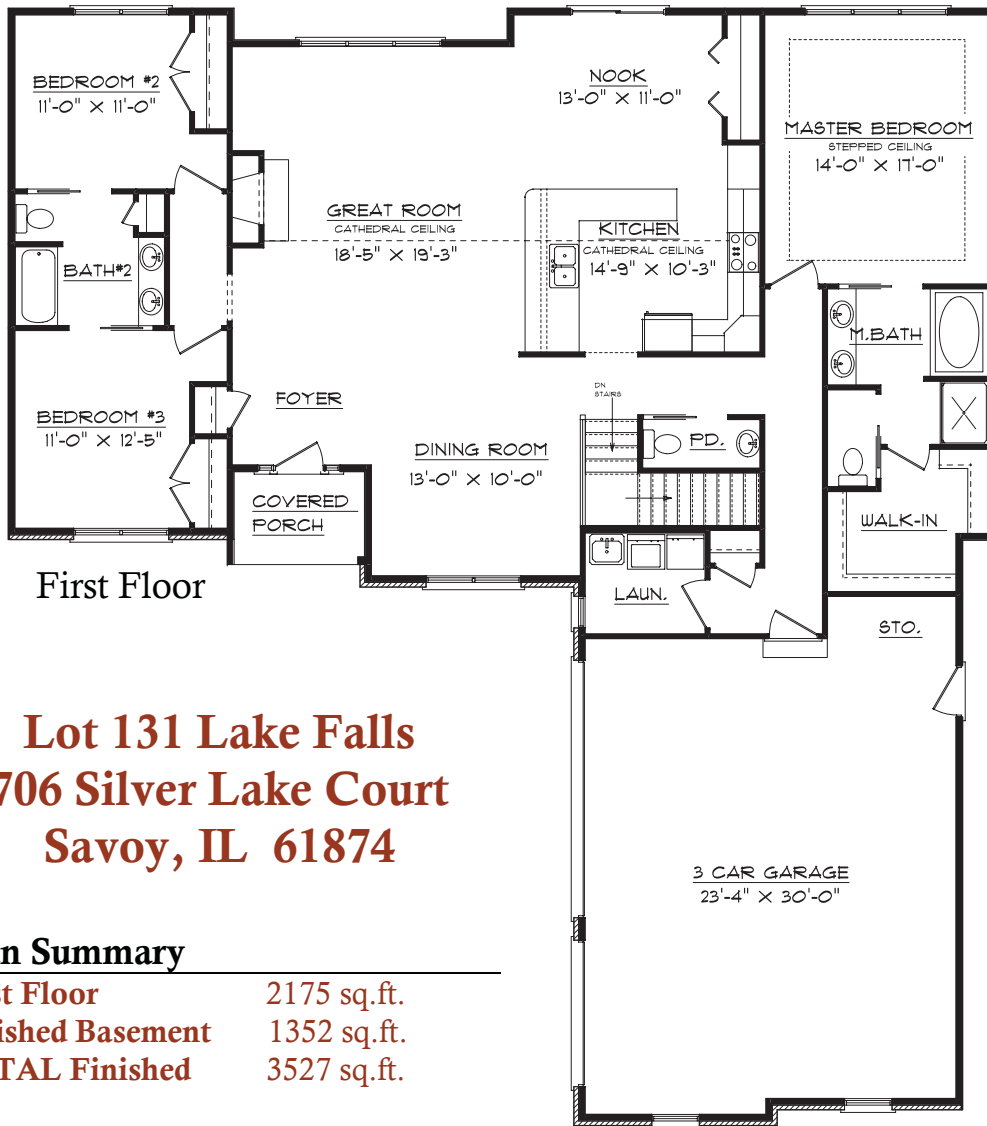 BEDROOM #2
11'-0" X 11'-0"
NOOK
13'-0" X 11'-0"
MASTER BEDROOM
STEPPED CEILING
14'-0" X 17'-0"
GREAT ROOM
CATHEDRAL CEILING
18'-5" X 19'-3"
KITCHEN
CATHEDRAL CEILING
14'-9" X 10'-3"
BATH#2
M.BATH
BEDROOM #3
11'-0" X 12'-5"
FOYER
DN
STAIRS
DINING ROOM
13'-0" X 10'-0"
PD.
COVERED
PORCH
WALK-IN
First Floor
LAUN.
STO.
Lot 131 Lake Falls
706 Silver Lake Court
Savoy, IL 61874
3 CAR GARAGE
23'-4" X 30'-0"
n Summary
st Floor 2175 sq.ft.
ished Basement 1352 sq.ft.
TAL Finished 3527 sq.ft.